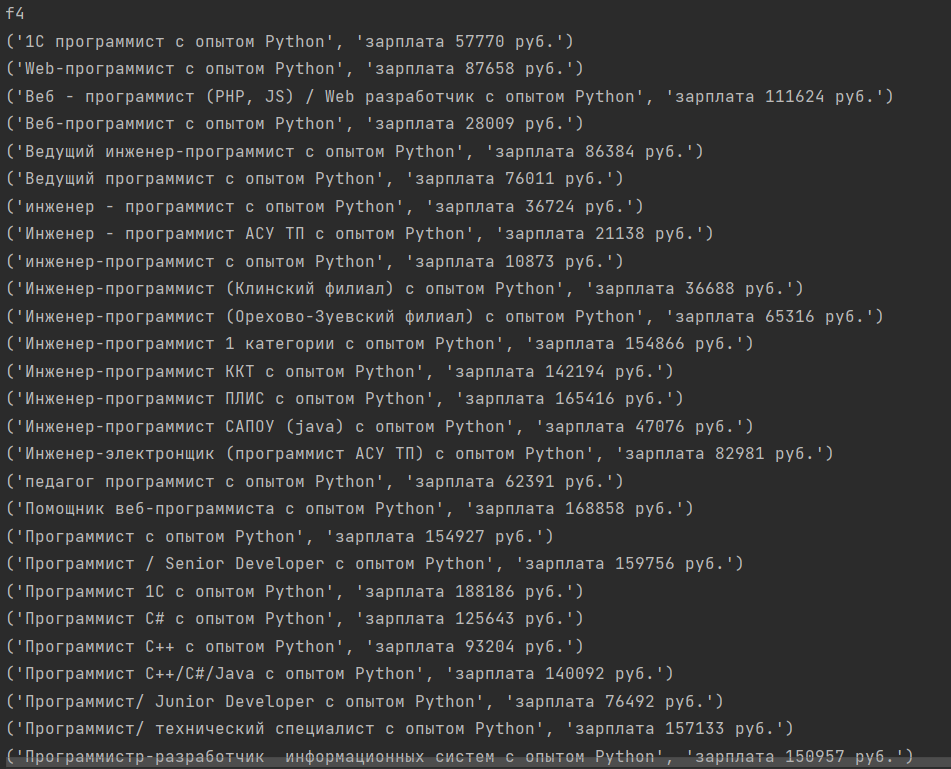 f4
('1С программист с опытом Python', 'зарплата 57770 руб.')
('Web-программист с опытом Python', 'зарплата 87658 руб.')
('Веб - программист (PHP, JS) / Web разработчик с опытом Python', 'зарплата 111624 руб.')
('Веб-программист с опытом Python', 'зарплата 28009 руб.')
('Ведущий инженер-программист с опытом Python', 'зарплата 86384 руб.')
('Ведущий программист с опытом Python', 'зарплата 76011 руб.')
('инженер - программист с опытом Python', 'зарплата 36724 руб.')
('Инженер - программист АСУ ТП с опытом Python', 'зарплата 21138 руб.')
('инженер-программист с опытом Python', 'зарплата 10873 руб.')
('Инженер-программист (Клинский филиал) с опытом Python', 'зарплата 36688 руб.')
('Инженер-программист (Орехово-Зуевский филиал) с опытом Python', 'зарплата 65316 руб.')
('Инженер-программист 1 категории с опытом Python', 'зарплата 154866 руб.')
('Инженер-программист ККТ с опытом Python', 'зарплата 142194 руб.')
('Инженер-программист ПЛИС с опытом Python', 'зарплата 165416 руб.')
('Инженер-программист САПОУ (java) с опытом Python', 'зарплата 47076 руб.')
('Инженер-электронщик (программист АСУ ТП) с опытом Python', 'зарплата 82981 руб.')
('педагог программист с опытом Python', 'зарплата 62391 руб.')
('Помощник веб-программиста с опытом Python', 'зарплата 168858 руб.')
('Программист с опытом Python', 'зарплата 154927 руб.')
('Программист / Senior Developer с опытом Python', 'зарплата 159756 руб.')
('Программист 1С с опытом Python', 'зарплата 188186 руб.')
('Программист C# с опытом Python', 'зарплата 125643 руб.')
('Программист C++ с опытом Python', 'зарплата 93204 руб.')
('Программист C++/C#/Java с опытом Python', 'зарплата 140092 руб.')
('Программист/ Junior Developer с опытом Python', 'зарплата 76492 руб.')
('Программист/ технический специалист с опытом Python', 'зарплата 157133 руб.')
('Программистр-разработчик  информационных систем с опытом Python', 'зарплата 150957 руб.')